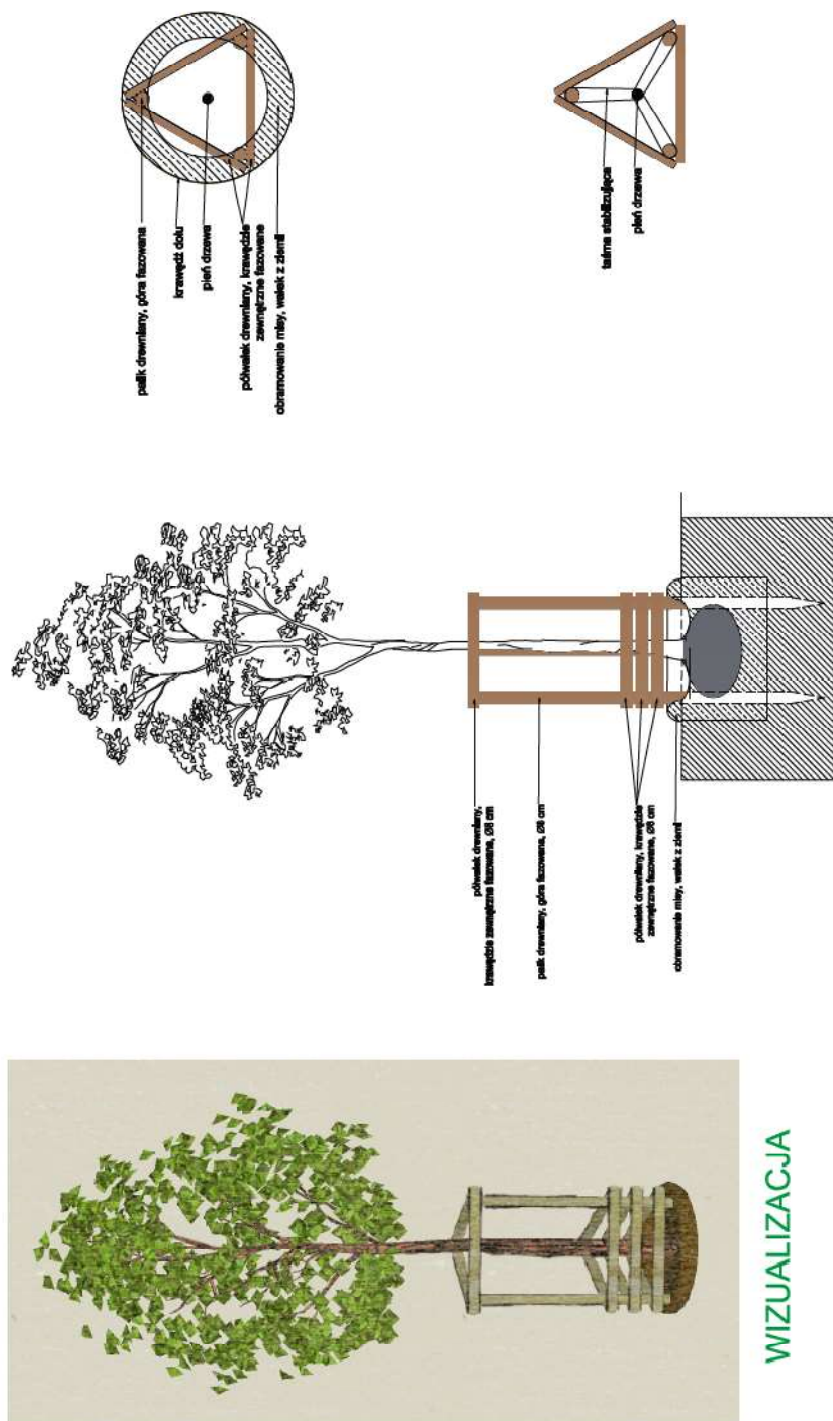 palik drewniany, góra fazowana
krawędź dołu
pień drzewa
półwałek drewniany, krawędzie
zewnętrzne fazowane
obramowanie misy, wałek z ziemi
taśma stabilizująca
pień drzewa
półwałek drewniany,
krawędzie zewnętrzne fazowane, Ø8 cm
palik drewniany, góra fazowana, Ø8 cm
półwałek drewniany, krawędzie
zewnętrzne fazowane, Ø8 cm
obramowanie misy, wałek z ziemi
WIZUALIZACJA